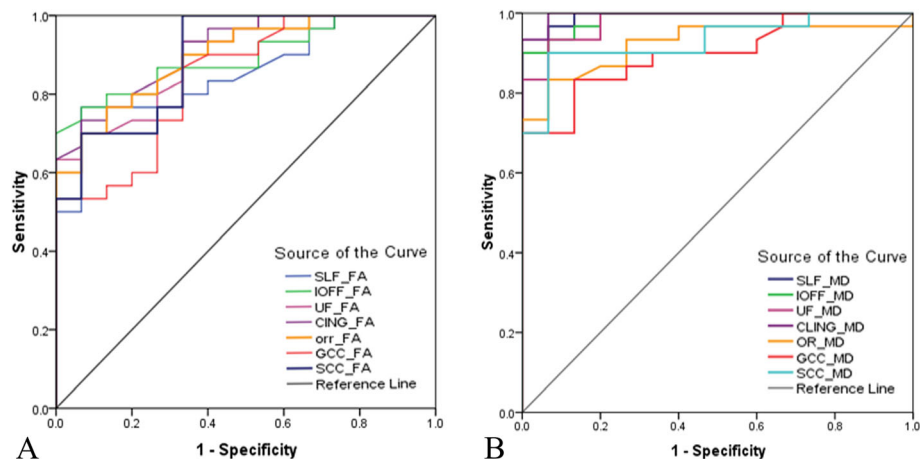 1.0
0.8
0.6
0.4
0.2
0.0
Sensitivity
Source of the Curve
SLF_FA
IOFF_FA
UF_FA
CING_FA
orr_FA
GCC_FA
SCC_FA
Reference Line
0.0 0.2 0.4 0.6 0.8 1.0
1 - Specificity
A
1.0
0.8
0.6
0.4
0.2
0.0
Sensitivity
Source of the Curve
SLF_MD
IOFF_MD
UF_MD
CLING_MD
OR_MD
GCC_MD
SCC_MD
Reference Line
0.0 0.2 0.4 0.6 0.8 1.0
1 - Specificity
B